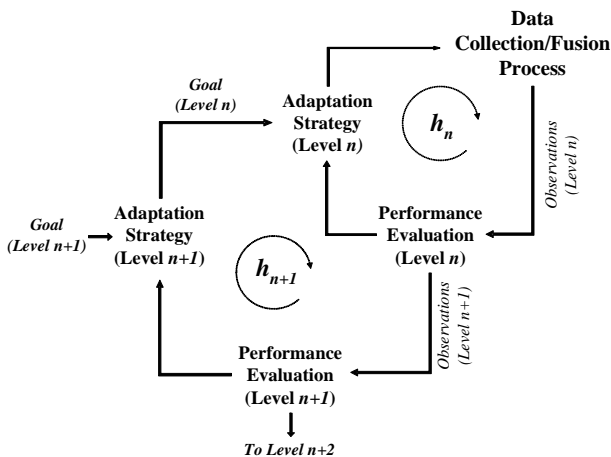 Data
Collection/Fusion
Process
Goal
(Level n)
Adaptation
Strategy
(Level n)
h_n
Observations
(Level n)
Goal
(Level n+1)
Adaptation
Strategy
(Level n+1)
Performance
Evaluation
(Level n)
h_{n+1}
Observations
(Level n+1)
Performance
Evaluation
(Level n+1)
To Level n+2